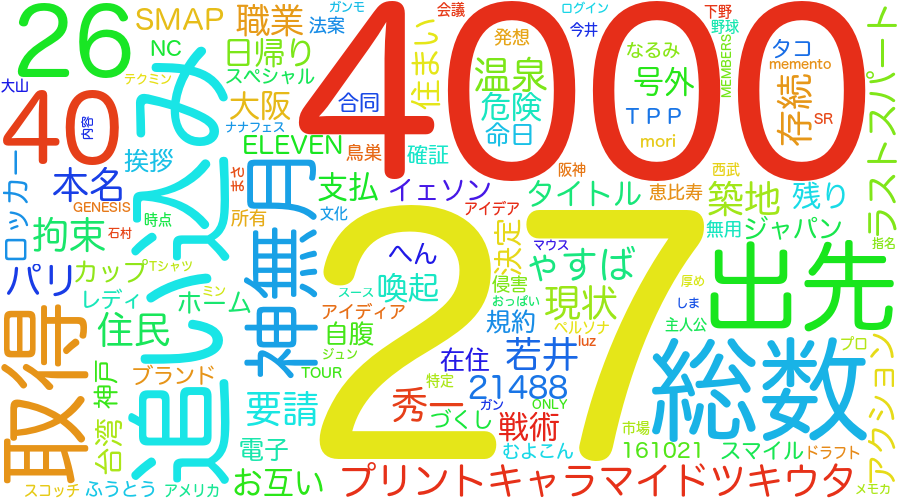 26
SMAP
職業
ガンモ
法案
4000
会議
ログイン
今井
下野
野球
ラストスパート
NC
日帰り
スペシャル
大山
テクミン
追い込み
大阪
合同
住まい
温泉
危険
命日
発想
なるみ
号外
TPP
mori
MEMBERS
タコ
memento
存続
SR
40
内容
ナナフェス
ELEVEN
鳥巣
確証
挨拶
まさ
阪神
西武
ロッカー
本名
GENESIS
時点
石村
所有
神無月
文化
支払
イェソン
アイデア
タイトル
恵比寿
築地
残り
拘束
へん
決定
マウス
ゃすば
無用
ジャパン
指名
パリ
カップ
Tシャツ
レディ
ホーム
ミン
喚起
スース
アイディア
27
侵害
おっぱい
現状
厚め
しま
出先
取得
住民
神戸
ブランド
自腹
ジュン
TOUR
規約
ベルソナ
luz
主人公
総数
プロ
アクション
在住
若井
特定
21488
要請
秀一
ガン
ONLY
づくし
戦術
市場
台湾
電子
むよこん
161021
スマイル
ドラフト
スコッチ
ふうとう
アメリカ
お互い
プリントキャラマイドツキウタ
メモカ